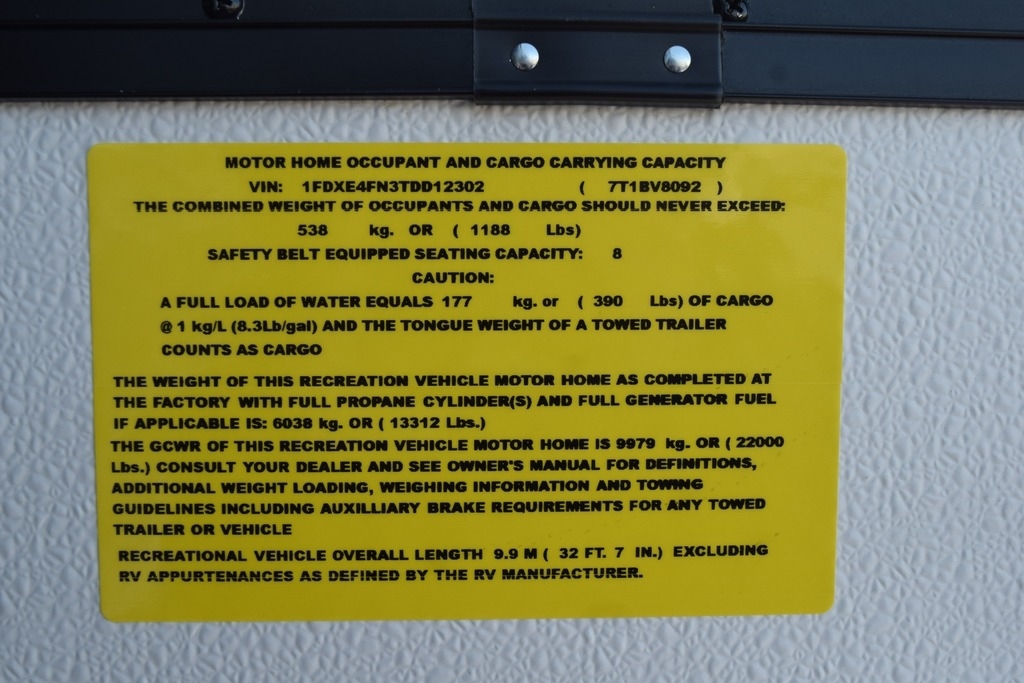 MOTOR HOME OCCUPANT AND CARGO CARRYING CAPACITY
VIN: 1FDXE4FN3TDD12302 ( 7T1BV8092 )
THE COMBINED WEIGHT OF OCCUPANTS AND CARGO SHOULD NEVER EXCEED:
538 kg. OR ( 1188 Lbs)
SAFETY BELT EQUIPPED SEATING CAPACITY: 8
CAUTION:
A FULL LOAD OF WATER EQUALS 177 kg. or ( 390 Lbs) OF CARGO
@ 1 kg/L (8.3Lb/gal) AND THE TONGUE WEIGHT OF A TOWED TRAILER
COUNTS AS CARGO
THE WEIGHT OF THIS RECREATION VEHICLE MOTOR HOME AS COMPLETED AT
THE FACTORY WITH FULL PROPANE CYLINDER(S) AND FULL GENERATOR FUEL
IF APPLICABLE IS: 6038 kg. OR ( 13312 Lbs.)
THE GCWR OF THIS RECREATION VEHICLE MOTOR HOME IS 9979 kg. OR ( 22000
Lbs.) CONSULT YOUR DEALER AND SEE OWNER'S MANUAL FOR DEFINITIONS,
ADDITIONAL WEIGHT LOADING, WEIGHING INFORMATION AND TOWING
GUIDELINES INCLUDING AUXILLIARY BRAKE REQUIREMENTS FOR ANY TOWED
TRAILER OR VEHICLE
RECREATIONAL VEHICLE OVERALL LENGTH 9.9 M ( 32 FT. 7 IN.) EXCLUDING
RV APPURTENANCES AS DEFINED BY THE RV MANUFACTURER.